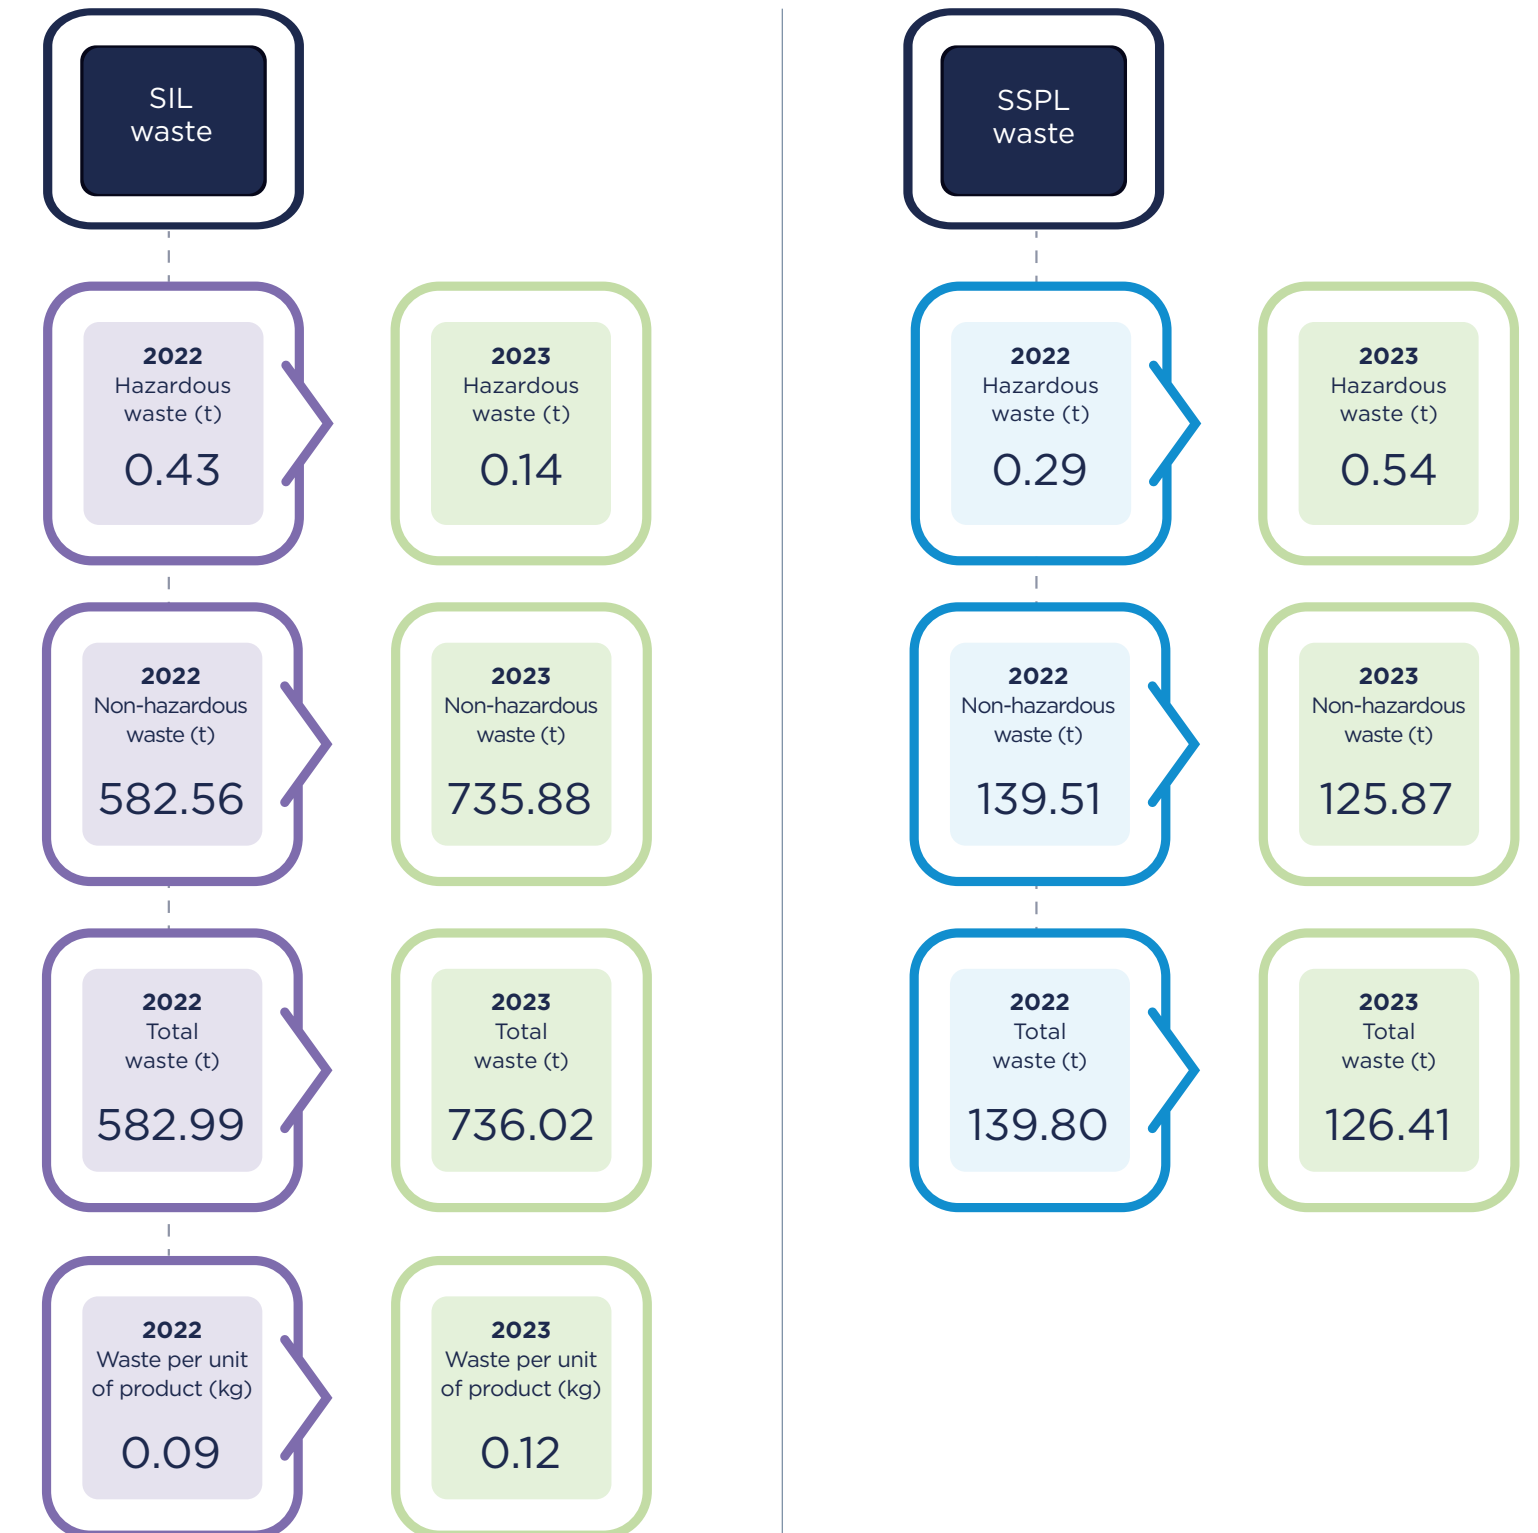 SIL
waste
2022
Hazardous
waste (t)
0.43
2023
Hazardous
waste (t)
0.14
2022
Non-hazardous
waste (t)
582.56
2023
Non-hazardous
waste (t)
735.88
2022
Total
waste (t)
582.99
2023
Total
waste (t)
736.02
2022
Waste per unit
of product (kg)
0.09
2023
Waste per unit
of product (kg)
0.12
SSPL
waste
2022
Hazardous
waste (t)
0.29
2023
Hazardous
waste (t)
0.54
2022
Non-hazardous
waste (t)
139.51
2023
Non-hazardous
waste (t)
125.87
2022
Total
waste (t)
139.80
2023
Total
waste (t)
126.41